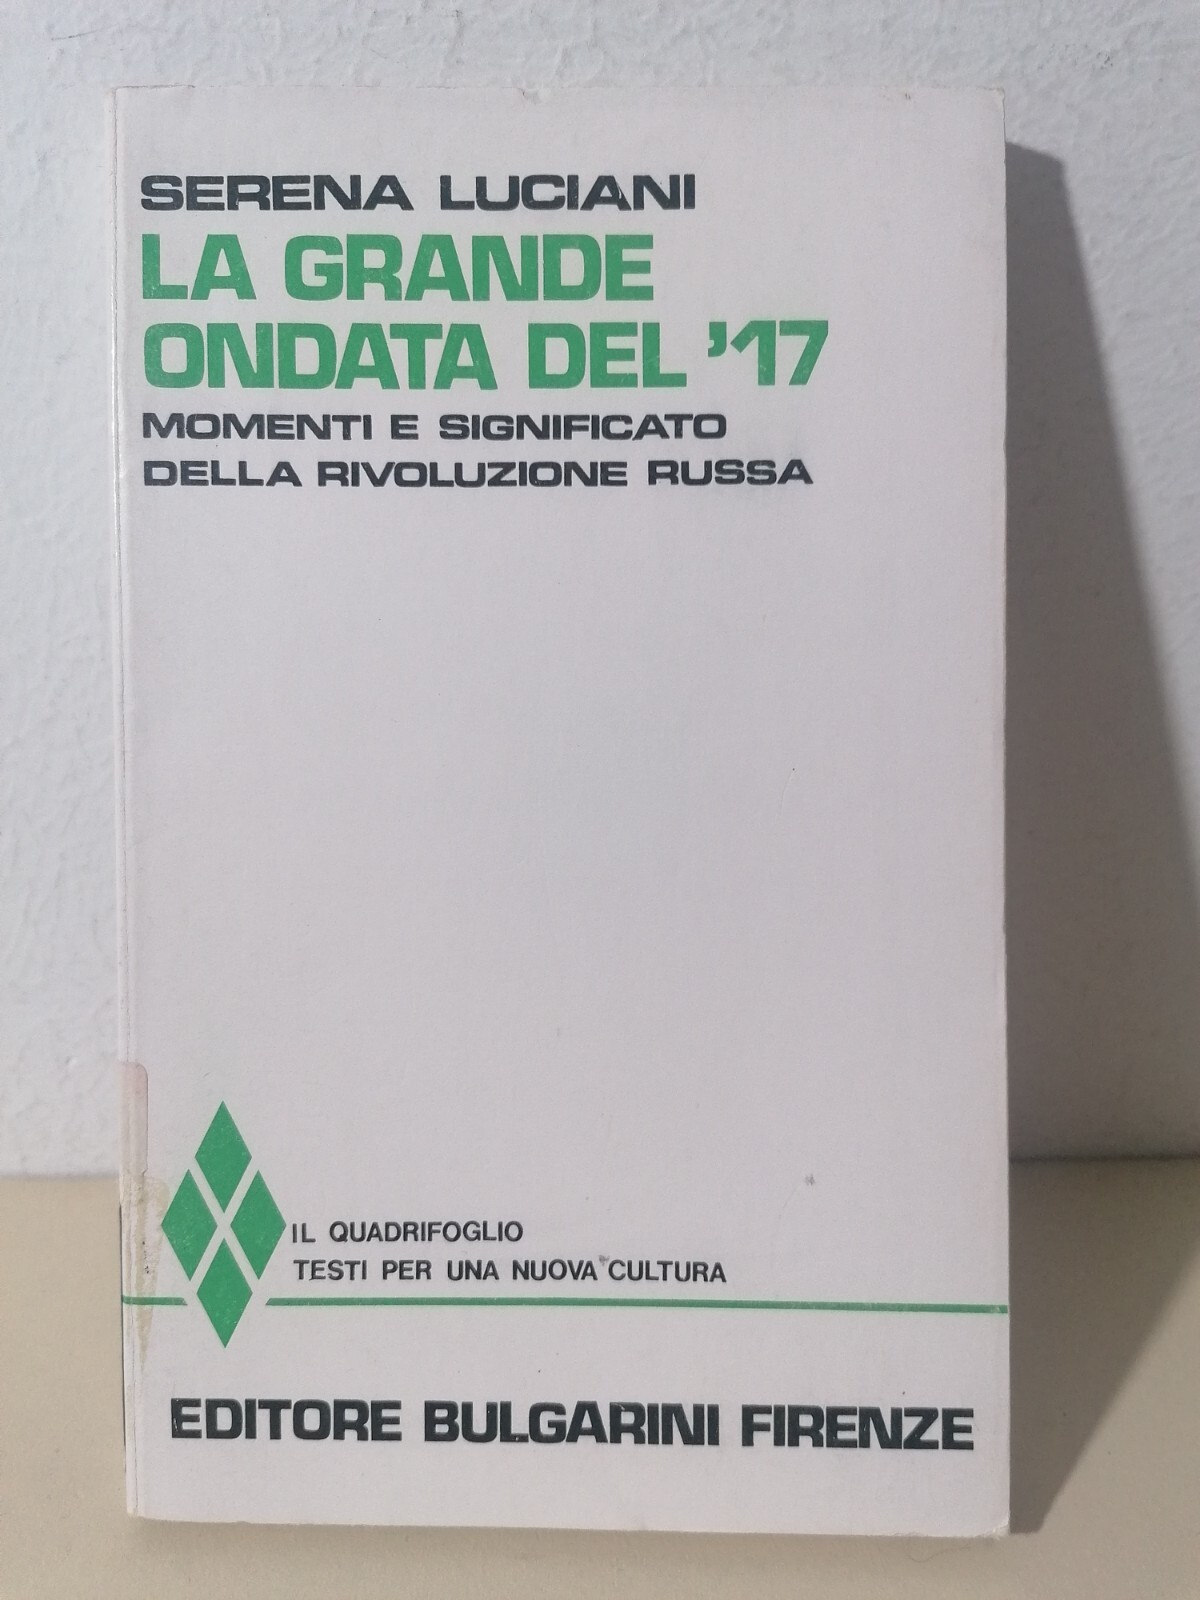 SERENA LUCIANI
LA GRANDE
ONDATA DEL '17
MOMENTI E SIGNIFICATO
DELLA RIVOLUZIONE RUSSA
IL QUADRIFOGLIO
TESTI PER UNA NUOVA CULTURA
EDITORE BULGARINI FIRENZE